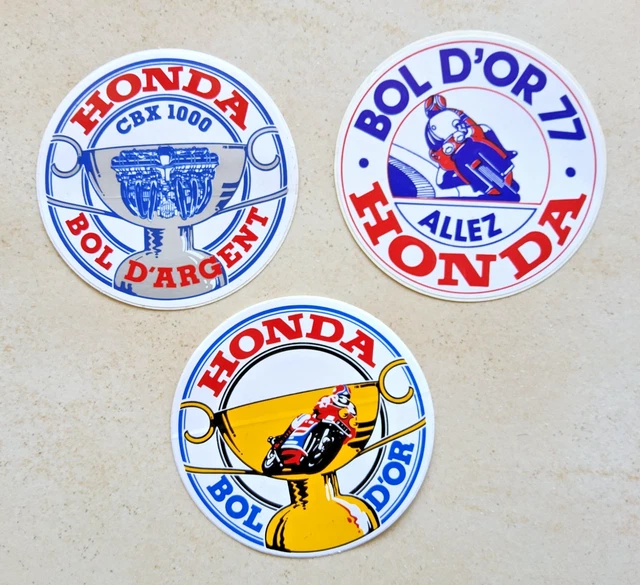 HONDA
CBX 1000
BOL D'ARGENT
BOL D'OR 77
ALLEZ
HONDA
HONDA
BOL D'OR